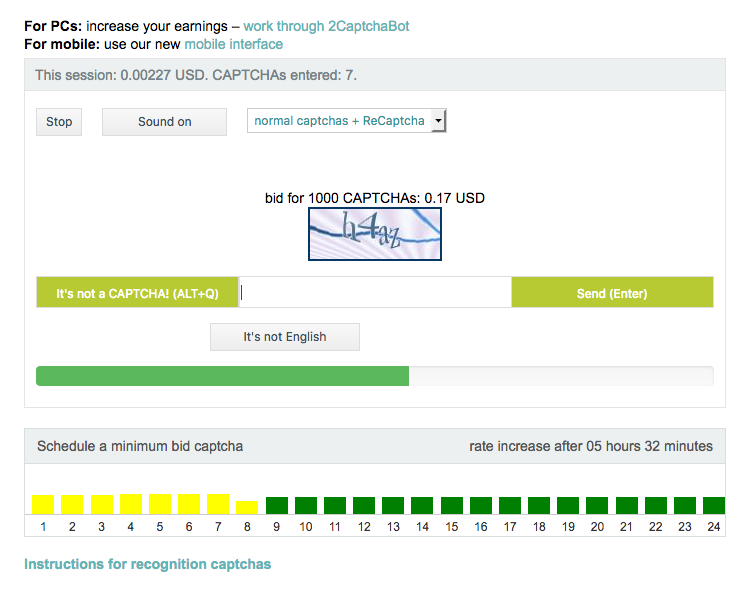 For PCs: increase your earnings – work through 2CaptchaBot
For mobile: use our new mobile interface
This session: 0.00227 USD. CAPTCHAs entered: 7.
Stop Sound on normal captchas + ReCaptcha
bid for 1000 CAPTCHAs: 0.17 USD
It's not a CAPTCHA! (ALT+Q) Send (Enter)
It's not English
Schedule a minimum bid captcha rate increase after 05 hours 32 minutes
1 2 3 4 5 6 7 8 9 10 11 12 13 14 15 16 17 18 19 20 21 22 23 24
Instructions for recognition captchas